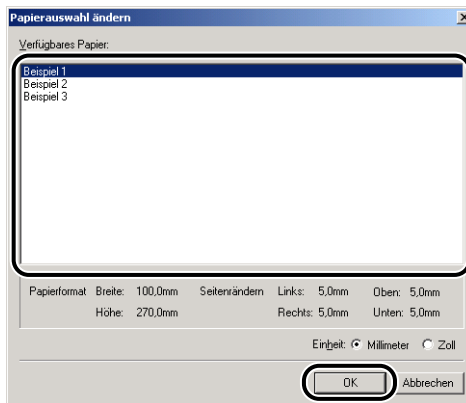 Papierauswahl ändern
Verfügbares Papier:
Beispiel 1
Beispiel 2
Beispiel 3
Papierformat Breite: 100,0mm Seitenrändern Links: 5,0mm Oben: 5,0mm
Höhe: 270,0mm Rechts: 5,0mm Unten: 5,0mm
Einheit: Millimeter Zoll
OK Abbrechen